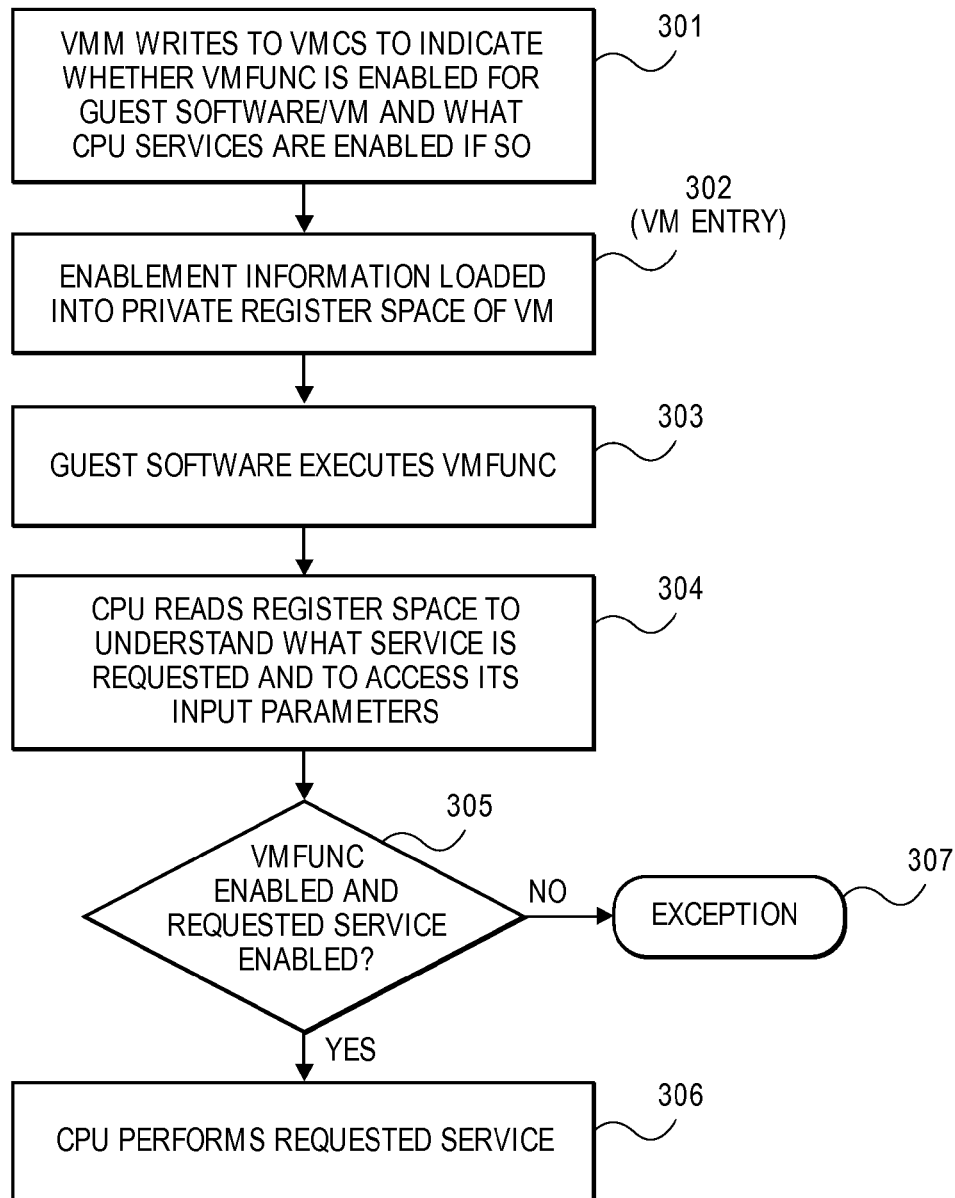 VMM WRITES TO VMCS TO INDICATE
WHETHER VMFUNC IS ENABLED FOR
GUEST SOFTWARE/VM AND WHAT
CPU SERVICES ARE ENABLED IF SO
301
302
(VM ENTRY)
ENABLEMENT INFORMATION LOADED
INTO PRIVATE REGISTER SPACE OF VM
303
GUEST SOFTWARE EXECUTES VMFUNC
304
CPU READS REGISTER SPACE TO
UNDERSTAND WHAT SERVICE IS
REQUESTED AND TO ACCESS ITS
INPUT PARAMETERS
305
VMFUNC
ENABLED AND
REQUESTED SERVICE
ENABLED?
NO
307
EXCEPTION
YES
306
CPU PERFORMS REQUESTED SERVICE